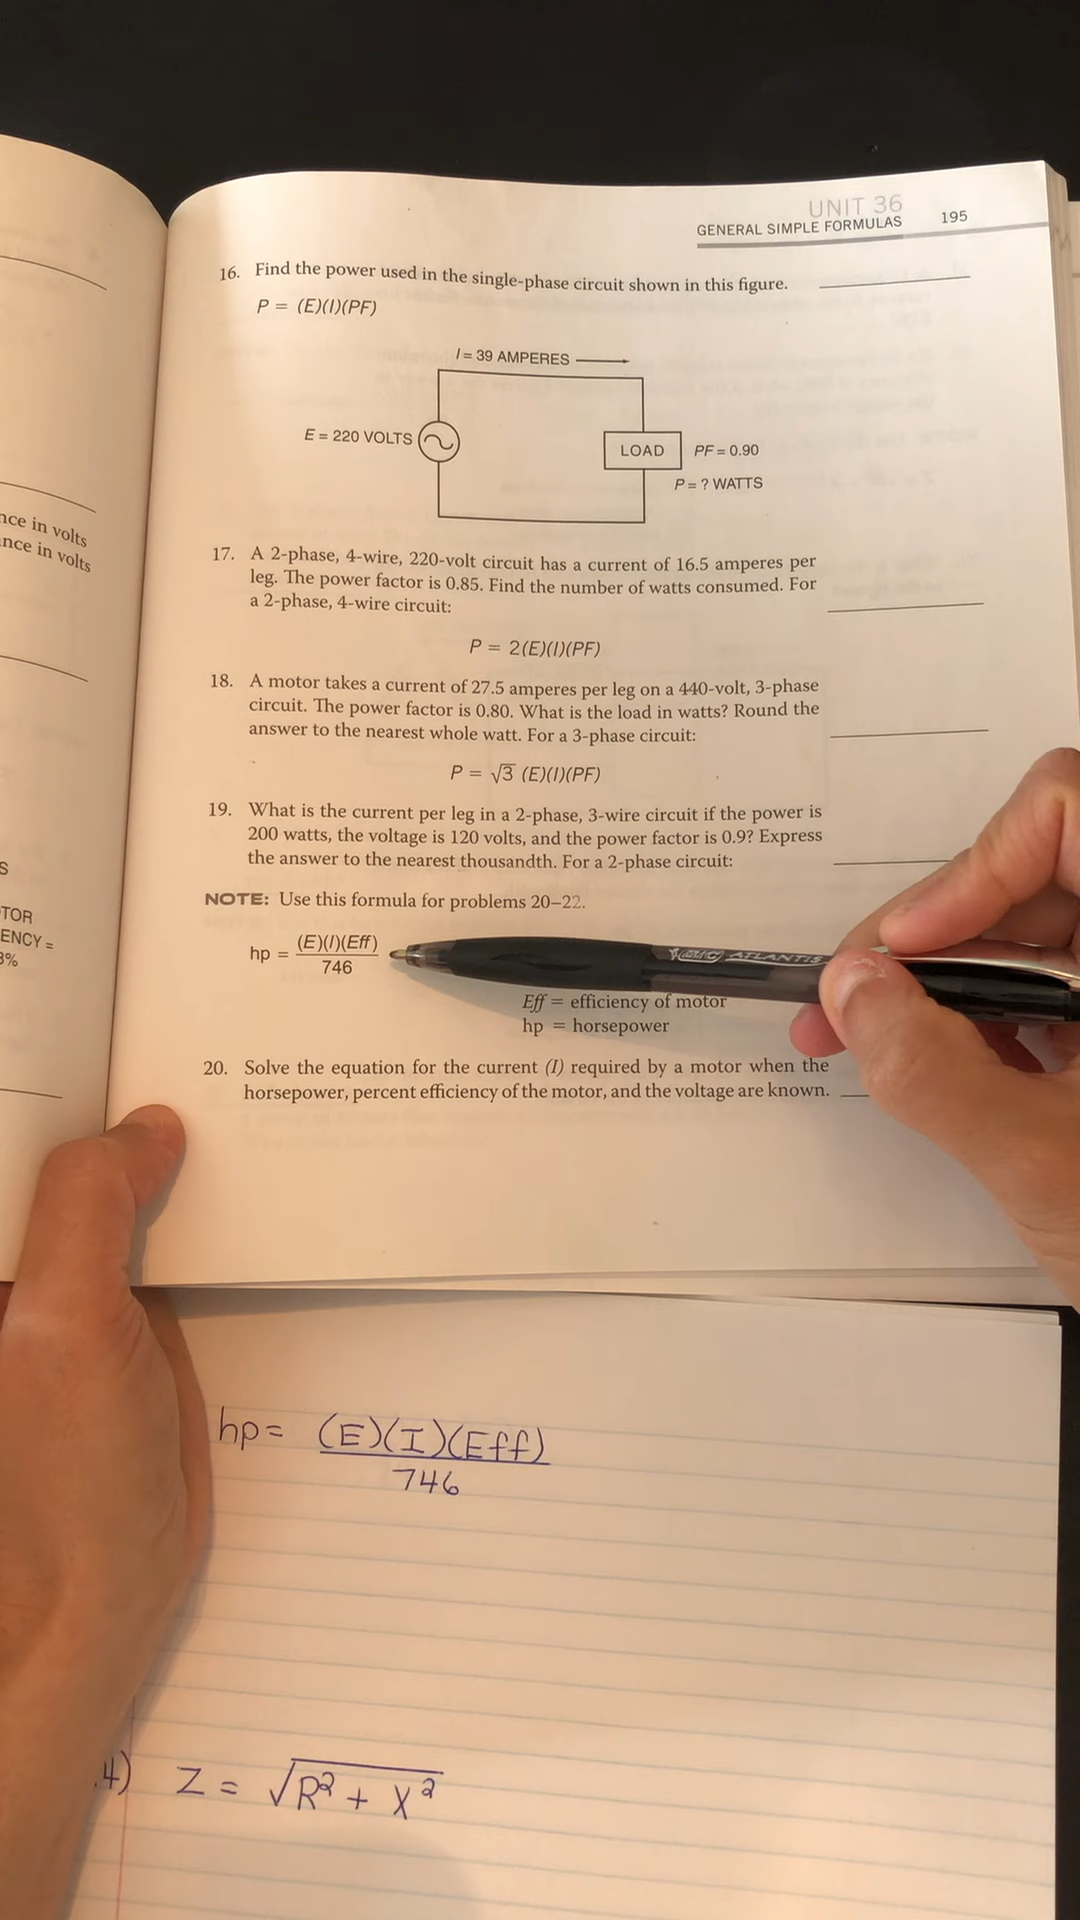 UNIT 36
GENERAL SIMPLE FORMULAS 195
16. Find the power used in the single-phase circuit shown in this figure.
P = (E)(I)(PF)
I = 39 AMPERES
E = 220 VOLTS
LOAD PF = 0.90
P = ? WATTS
nce in volts
nce in volts
17. A 2-phase, 4-wire, 220-volt circuit has a current of 16.5 amperes per
leg. The power factor is 0.85. Find the number of watts consumed. For
a 2-phase, 4-wire circuit:
P = 2(E)(I)(PF)
18. A motor takes a current of 27.5 amperes per leg on a 440-volt, 3-phase
circuit. The power factor is 0.80. What is the load in watts? Round the
answer to the nearest whole watt. For a 3-phase circuit:
P = √3 (E)(I)(PF)
19. What is the current per leg in a 2-phase, 3-wire circuit if the power is
200 watts, the voltage is 120 volts, and the power factor is 0.9? Express
the answer to the nearest thousandth. For a 2-phase circuit:
S
TOR
ENCY =
3%
NOTE: Use this formula for problems 20–22.
hp = (E)(I)(Eff)
746
ATLANTIS
Eff = efficiency of motor
hp = horsepower
20. Solve the equation for the current (I) required by a motor when the
horsepower, percent efficiency of the motor, and the voltage are known.
hp = (E)(I)(Eff)
746
4) Z = √R² + X²